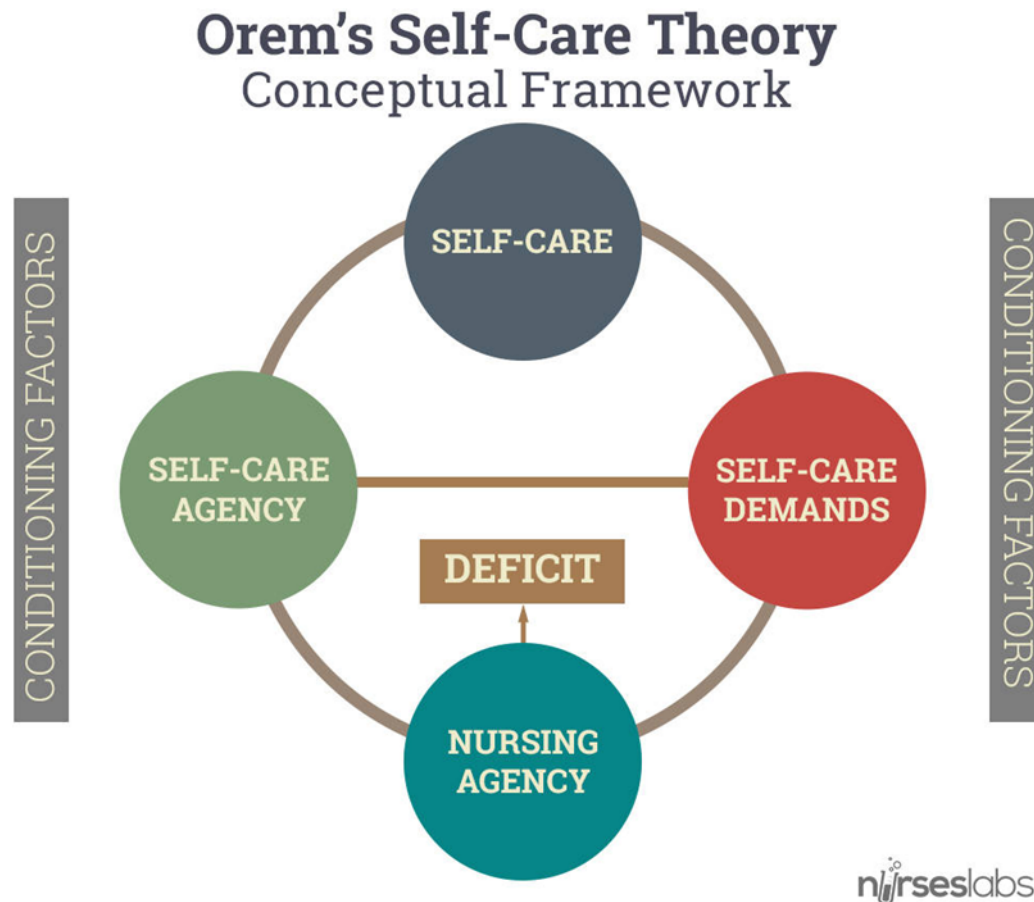 Orem's Self-Care Theory
Conceptual Framework
CONDITIONING FACTORS
SELF-CARE
CONDITIONING FACTORS
SELF-CARE
AGENCY
SELF-CARE
DEMANDS
DEFICIT
NURSING
AGENCY
nurseslabs